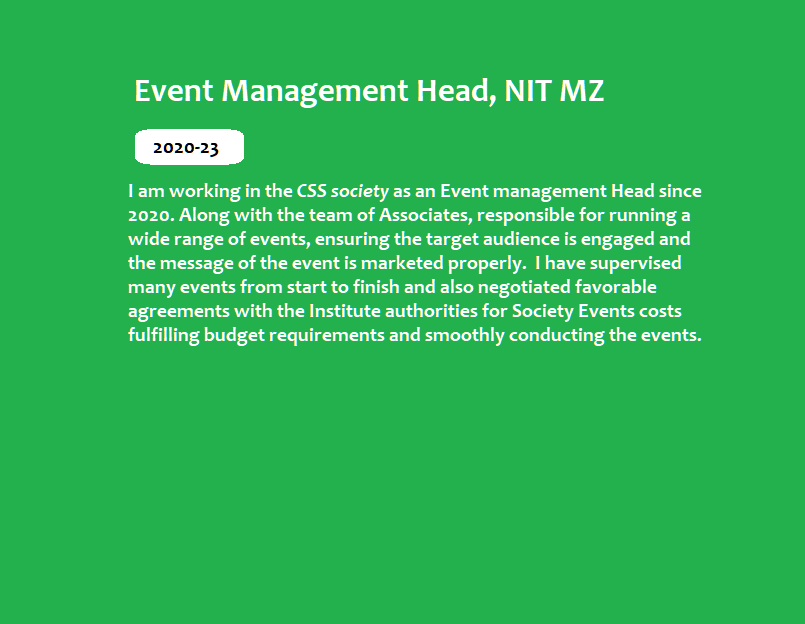 Event Management Head, NIT MZ
2020-23
I am working in the CSS society as an Event management Head since
2020. Along with the team of Associates, responsible for running a
wide range of events, ensuring the target audience is engaged and
the message of the event is marketed properly.  I have supervised
many events from start to finish and also negotiated favorable
agreements with the Institute authorities for Society Events costs
fulfilling budget requirements and smoothly conducting the events.